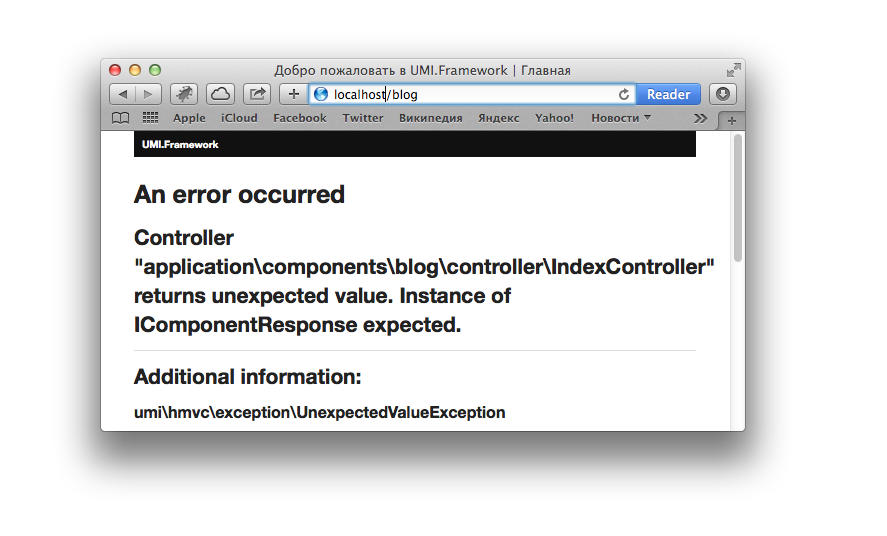 Добро пожаловать в UMI.Framework | Главная
localhost/blog
Reader
Apple iCloud Facebook Twitter Википедия Яндекс Yahoo! Новости
UMI.Framework
An error occurred
Controller
"application\components\blog\controller\IndexController"
returns unexpected value. Instance of
IComponentResponse expected.
Additional information:
umi\hmvc\exception\UnexpectedValueException